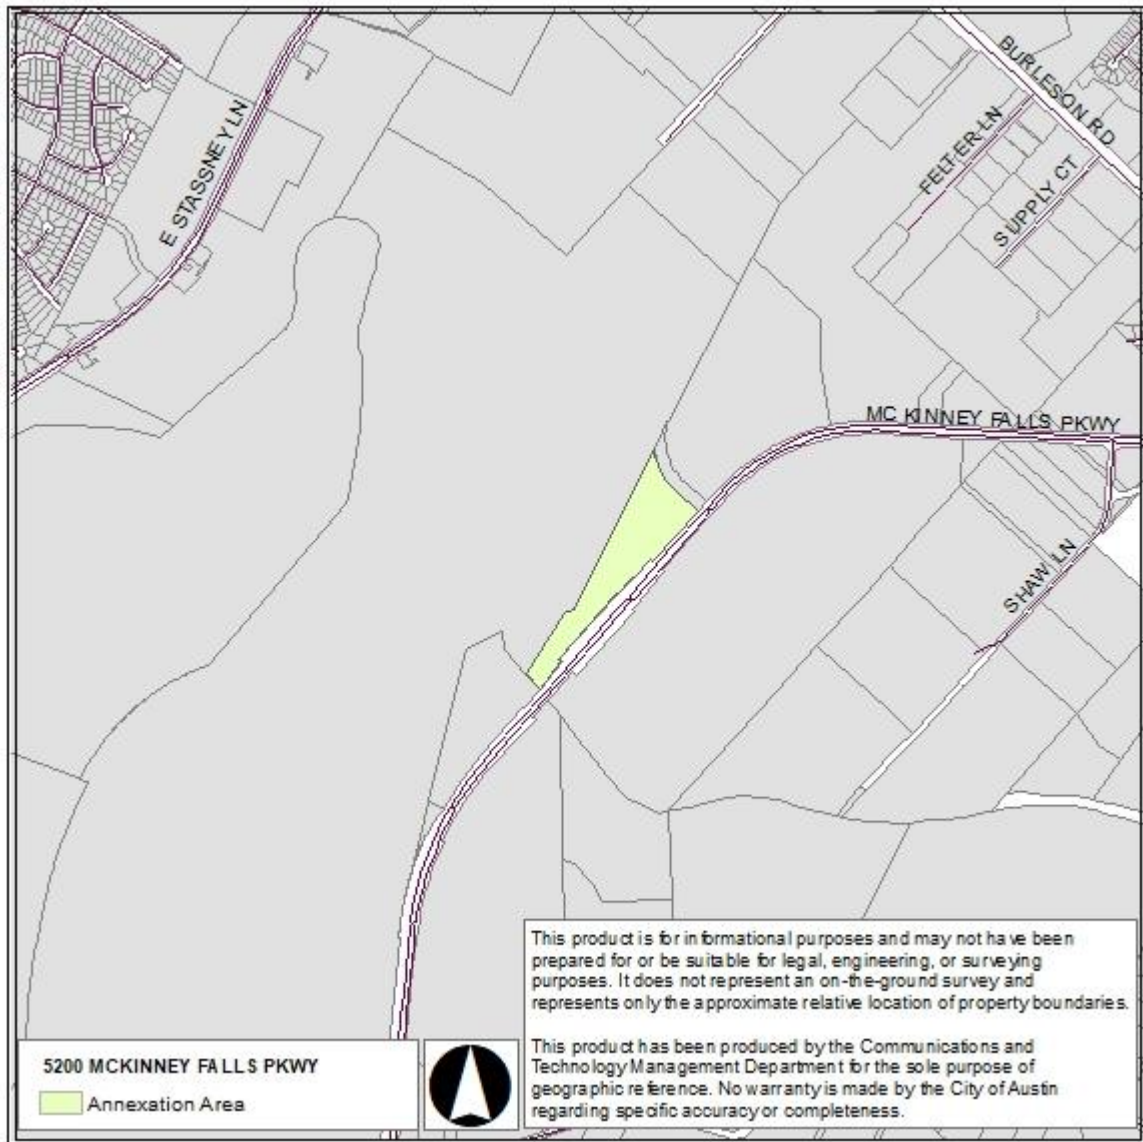 BURLESON RD
FELTER LN
E STASSNEY LN
SUPPLY CT
MC KINNEY FALLS PKWY
SHAW LN
This product is for informational purposes and may not have been
prepared for or be suitable for legal, engineering, or surveying
purposes. It does not represent an on-the-ground survey and
represents only the approximate relative location of property boundaries.
This product has been produced by the Communications and
Technology Management Department for the sole purpose of
geographic reference. No warranty is made by the City of Austin
regarding specific accuracy or completeness.
5200 MCKINNEY FALLS PKWY
Annexation Area